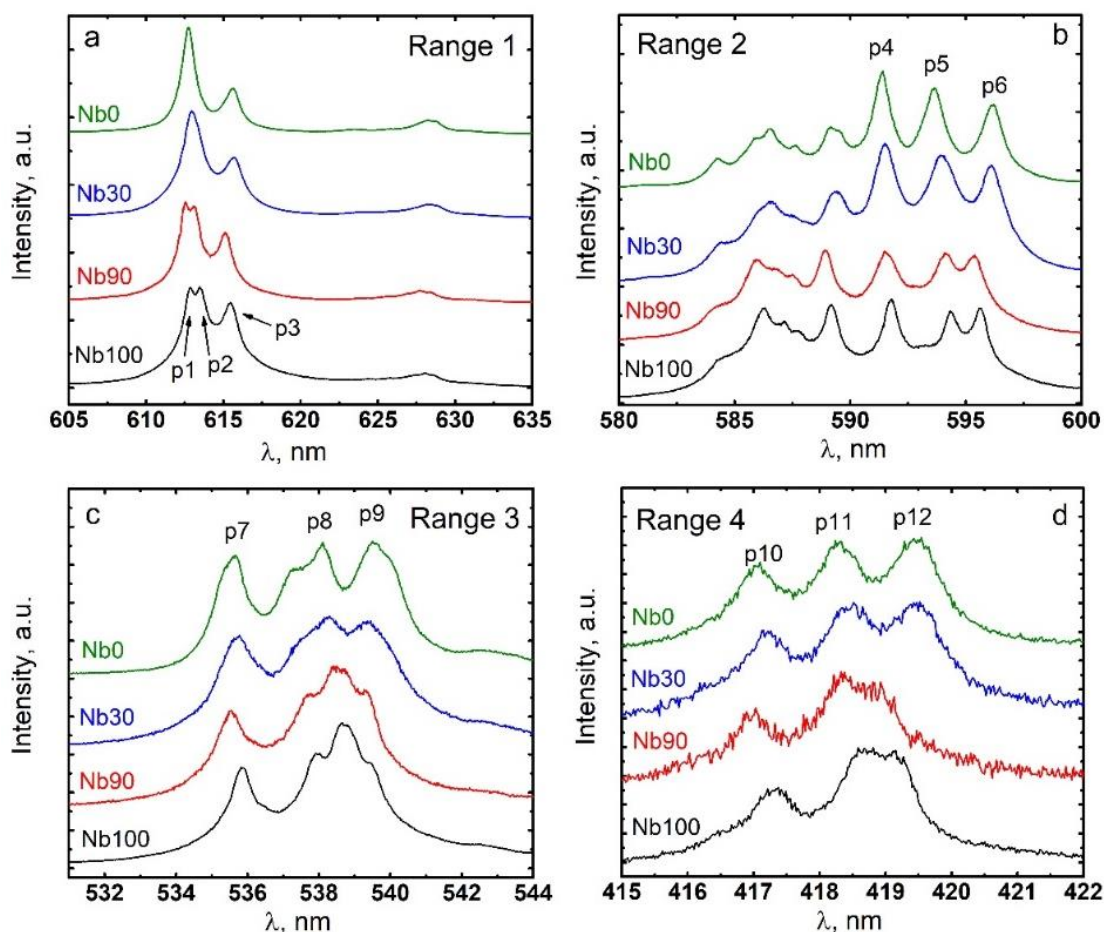 a Range 1
Nb0
Nb30
Nb90
Nb100
p1 p2 p3
Intensity, a.u.
605 610 615 620 625 630 635
λ, nm
Range 2 b
p4 p5 p6
Nb0
Nb30
Nb90
Nb100
Intensity, a.u.
580 585 590 595 600
λ, nm
c Range 3
p7 p8 p9
Nb0
Nb30
Nb90
Nb100
Intensity, a.u.
532 534 536 538 540 542 544
λ, nm
Range 4 d
p10 p11 p12
Nb0
Nb30
Nb90
Nb100
Intensity, a.u.
415 416 417 418 419 420 421 422
λ, nm